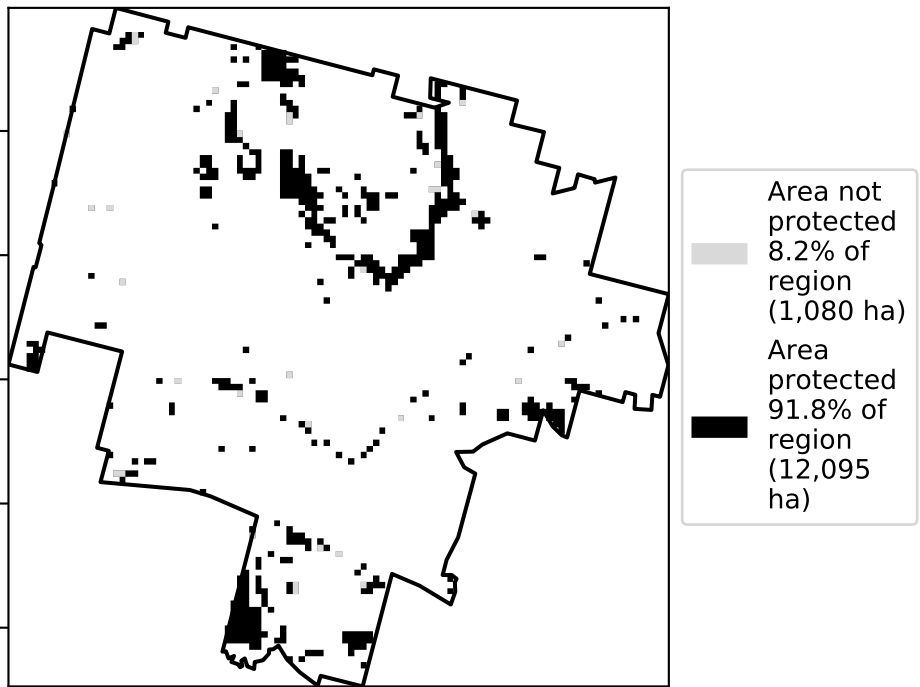 Area not
protected
8.2% of
region
(1,080 ha)
Area
protected
91.8% of
region
(12,095
ha)